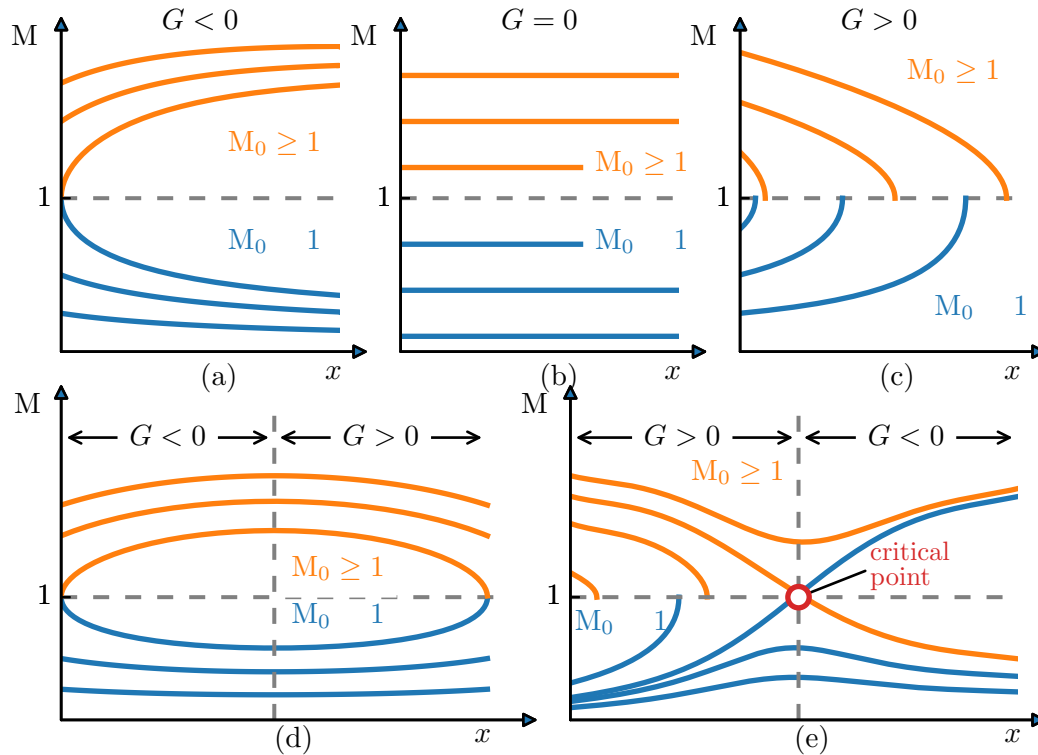 G < 0
G = 0
G > 0
M
M₀ ≥ 1
1
M₀ 1
x
(a)
M₀ ≥ 1
1
M₀ 1
x
(b)
M₀ ≥ 1
1
M₀ 1
x
(c)
M
G < 0
G > 0
M₀ ≥ 1
1
M₀ 1
x
(d)
M
G > 0
G < 0
M₀ ≥ 1
critical
point
1
M₀ 1
x
(e)